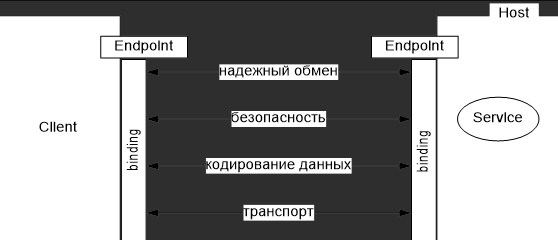 Host
Endpoint
Endpoint
надежный обмен
безопасность
Client
Service
binding
binding
кодирование данных
транспорт